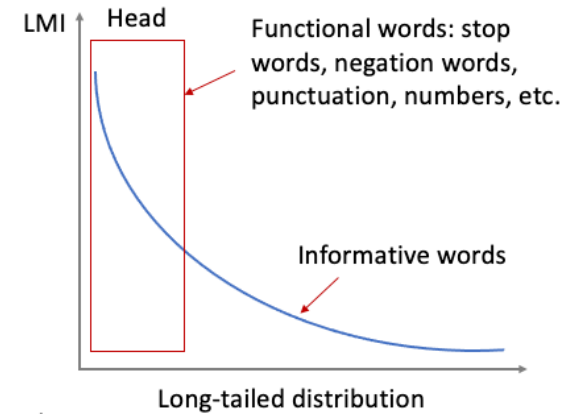 LMI
Head
Functional words: stop
words, negation words,
punctuation, numbers, etc.
Informative words
Long-tailed distribution